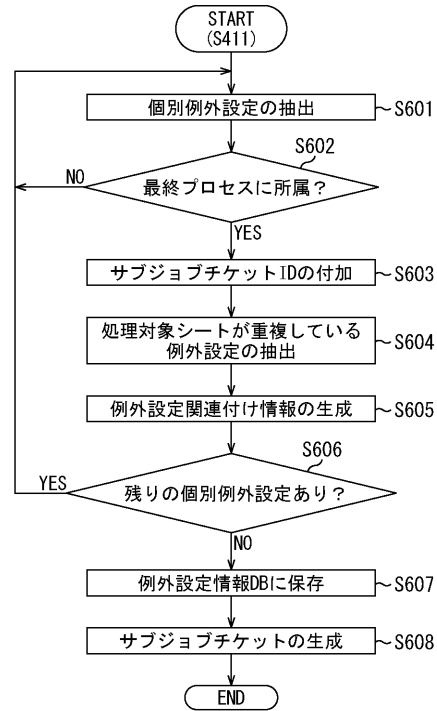 START
(S411)
個別例外設定の抽出
S601
S602
NO
最終プロセスに所属？
YES
サブジョブチケットIDの付加
S603
処理対象シートが重複している
例外設定の抽出
S604
例外設定関連付け情報の生成
S605
S606
YES
残りの個別例外設定あり？
NO
例外設定情報DBに保存
S607
サブジョブチケットの生成
S608
END